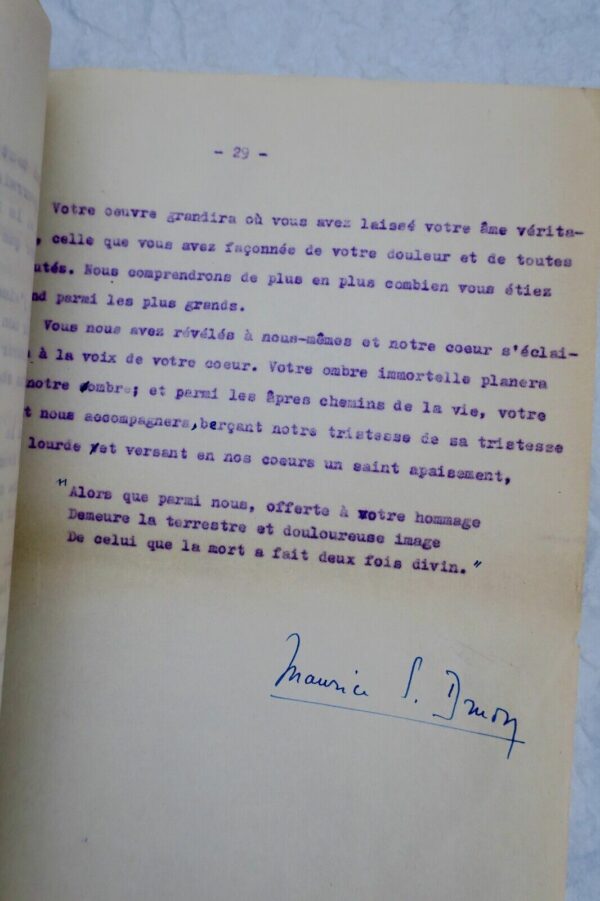 - 29 -
Votre oeuvre grandira où vous avez laissé votre âme vérita-
, celle que vous avez façonnée de votre douleur et de toutes
utés. Nous comprendrons de plus en plus combien vous étiez
nd parmi les plus grands.
Vous nous avez révélés à nous-mêmes et notre coeur s'éclai-
à la voix de votre coeur. Votre ombre immortelle planera
notre ombre; et parmi les âpres chemins de la vie, votre
t nous accompagnera, berçant notre tristesse de sa tristesse
lourde et versant en nos coeurs un saint apaisement,
"Alors que parmi nous, offerte à votre hommage
Demeure la terrestre et douloureuse image
De celui que la mort a fait deux fois divin."
Maurice S. Druon